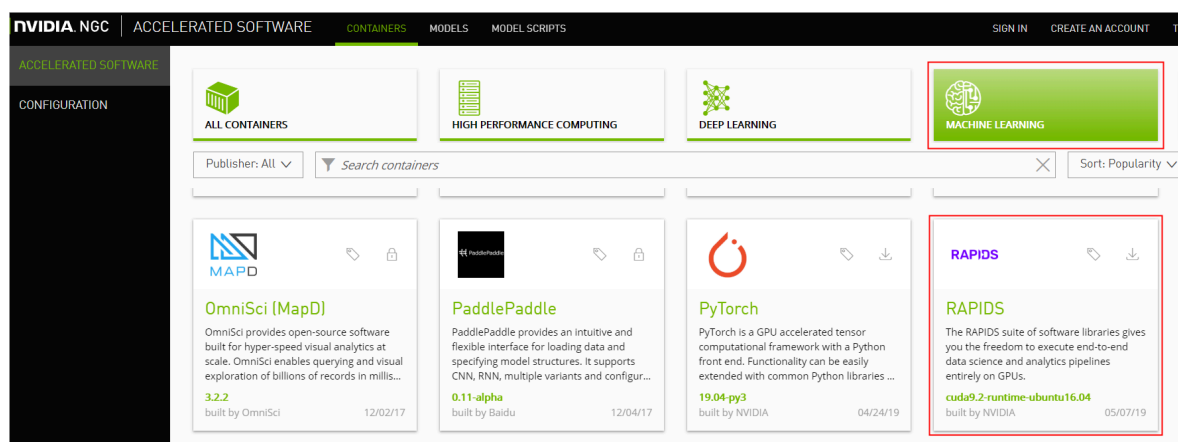 NVIDIA. NGC ACCELERATED SOFTWARE CONTAINERS MODELS MODEL SCRIPTS SIGN IN CREATE AN ACCOUNT
ACCELERATED SOFTWARE
CONFIGURATION
ALL CONTAINERS HIGH PERFORMANCE COMPUTING DEEP LEARNING MACHINE LEARNING
Publisher: All Search containers Sort: Popularity
MAPD
PaddlePaddle
RAPIDS
OmniSci (MapD)
OmniSci provides open-source software
built for hyper-speed visual analytics at
scale. OmniSci enables querying and visual
exploration of billions of records in millis...
3.2.2
built by OmniSci 12/02/17
PaddlePaddle
PaddlePaddle provides an intuitive and
flexible interface for loading data and
specifying model structures. It supports
CNN, RNN, multiple variants and configur...
0.11-alpha
built by Baidu 12/04/17
PyTorch
PyTorch is a GPU accelerated tensor
computational framework with a Python
front end. Functionality can be easily
extended with common Python libraries ...
19.04-py3
built by NVIDIA 04/24/19
RAPIDS
The RAPIDS suite of software libraries gives
you the freedom to execute end-to-end
data science and analytics pipelines
entirely on GPUs.
cuda9.2-runtime-ubuntu16.04
built by NVIDIA 05/07/19